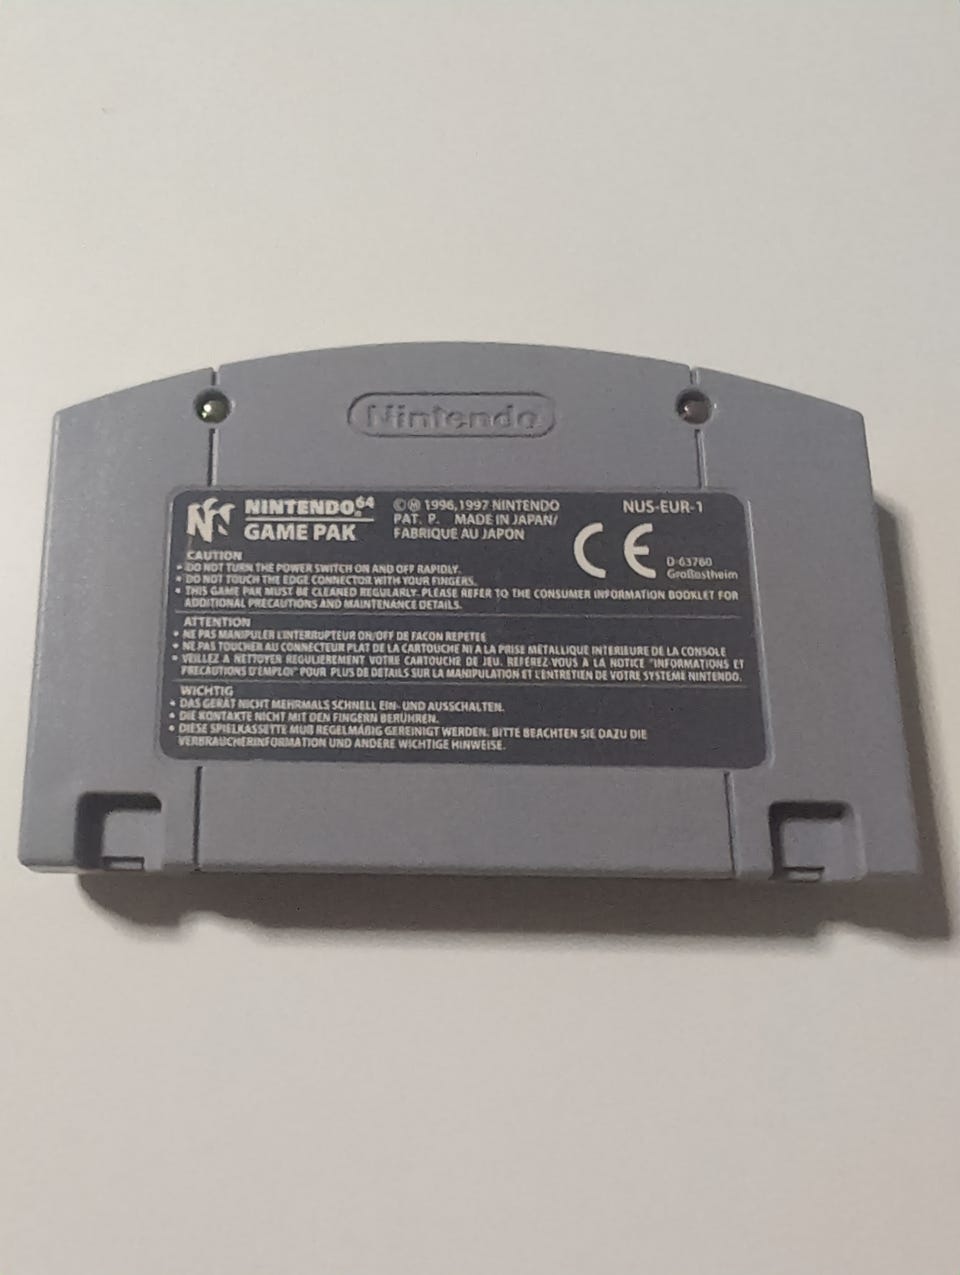 Nintendo
NINTENDO64®
GAME PAK
©Ⓜ 1996,1997 NINTENDO
PAT. P. MADE IN JAPAN/
FABRIQUE AU JAPON
NUS-EUR-1
CE
D-63760
Großostheim
CAUTION
• DO NOT TURN THE POWER SWITCH ON AND OFF RAPIDLY.
• DO NOT TOUCH THE EDGE CONNECTOR WITH YOUR FINGERS.
• THIS GAME PAK MUST BE CLEANED REGULARLY. PLEASE REFER TO THE CONSUMER INFORMATION BOOKLET FOR
ADDITIONAL PRECAUTIONS AND MAINTENANCE DETAILS.
ATTENTION
• NE PAS MANIPULER L'INTERRUPTEUR ON/OFF DE FACON REPETEE
• NE PAS TOUCHER AU CONNECTEUR PLAT DE LA CARTOUCHE NI A LA PRISE METALLIQUE INTERIEURE DE LA CONSOLE
• VEILLEZ A NETTOYER REGULIEREMENT VOTRE CARTOUCHE DE JEU. REFEREZ-VOUS A LA NOTICE "INFORMATIONS ET
PRECAUTIONS D'EMPLOI" POUR PLUS DE DETAILS SUR LA MANIPULATION ET L'ENTRETIEN DE VOTRE SYSTEME NINTENDO.
WICHTIG
• DAS GERÄT NICHT MEHRMALS SCHNELL EIN- UND AUSSCHALTEN.
• DIE KONTAKTE NICHT MIT DEN FINGERN BERÜHREN.
• DIESE SPIELKASSETTE MUß REGELMÄßIG GEREINIGT WERDEN. BITTE BEACHTEN SIE DAZU DIE
VERBRAUCHERINFORMATION UND ANDERE WICHTIGE HINWEISE.